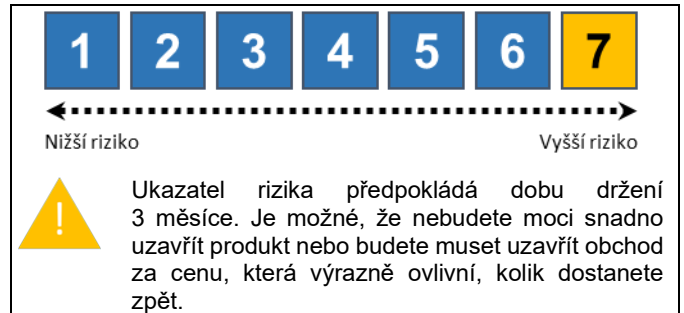 1 2 3 4 5 6 7
Nižší riziko Vyšší riziko
!
Ukazatel rizika předpokládá dobu držení
3 měsíce. Je možné, že nebudete moci snadno
uzavřít produkt nebo budete muset uzavřít obchod
za cenu, která výrazně ovlivní, kolik dostanete
zpět.